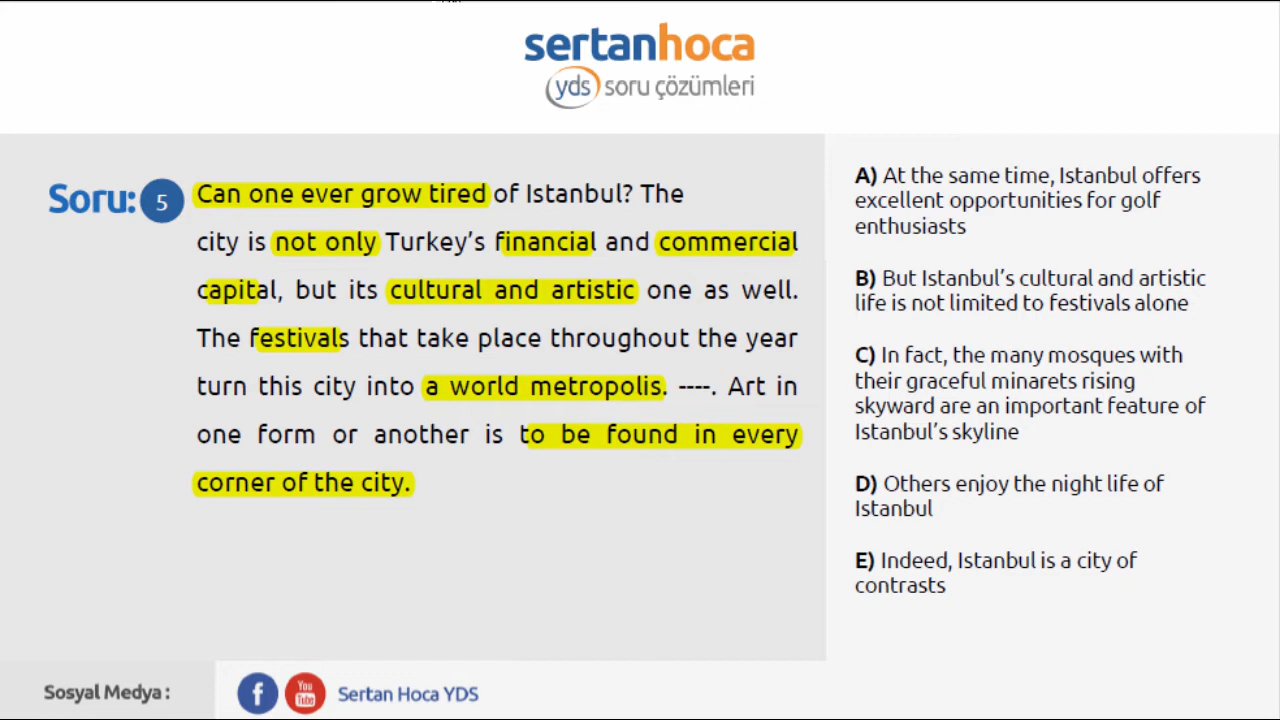 sertanhoca
yds soru çözümleri
Soru: 5
Can one ever grow tired of Istanbul? The
city is not only Turkey's financial and commercial
capital, but its cultural and artistic one as well.
The festivals that take place throughout the year
turn this city into a world metropolis. ----. Art in
one form or another is to be found in every
corner of the city.
A) At the same time, Istanbul offers
excellent opportunities for golf
enthusiasts
B) But Istanbul's cultural and artistic
life is not limited to festivals alone
C) In fact, the many mosques with
their graceful minarets rising
skyward are an important feature of
Istanbul's skyline
D) Others enjoy the night life of
Istanbul
E) Indeed, Istanbul is a city of
contrasts
Sosyal Medya :
f
You
Tube
Sertan Hoca YDS